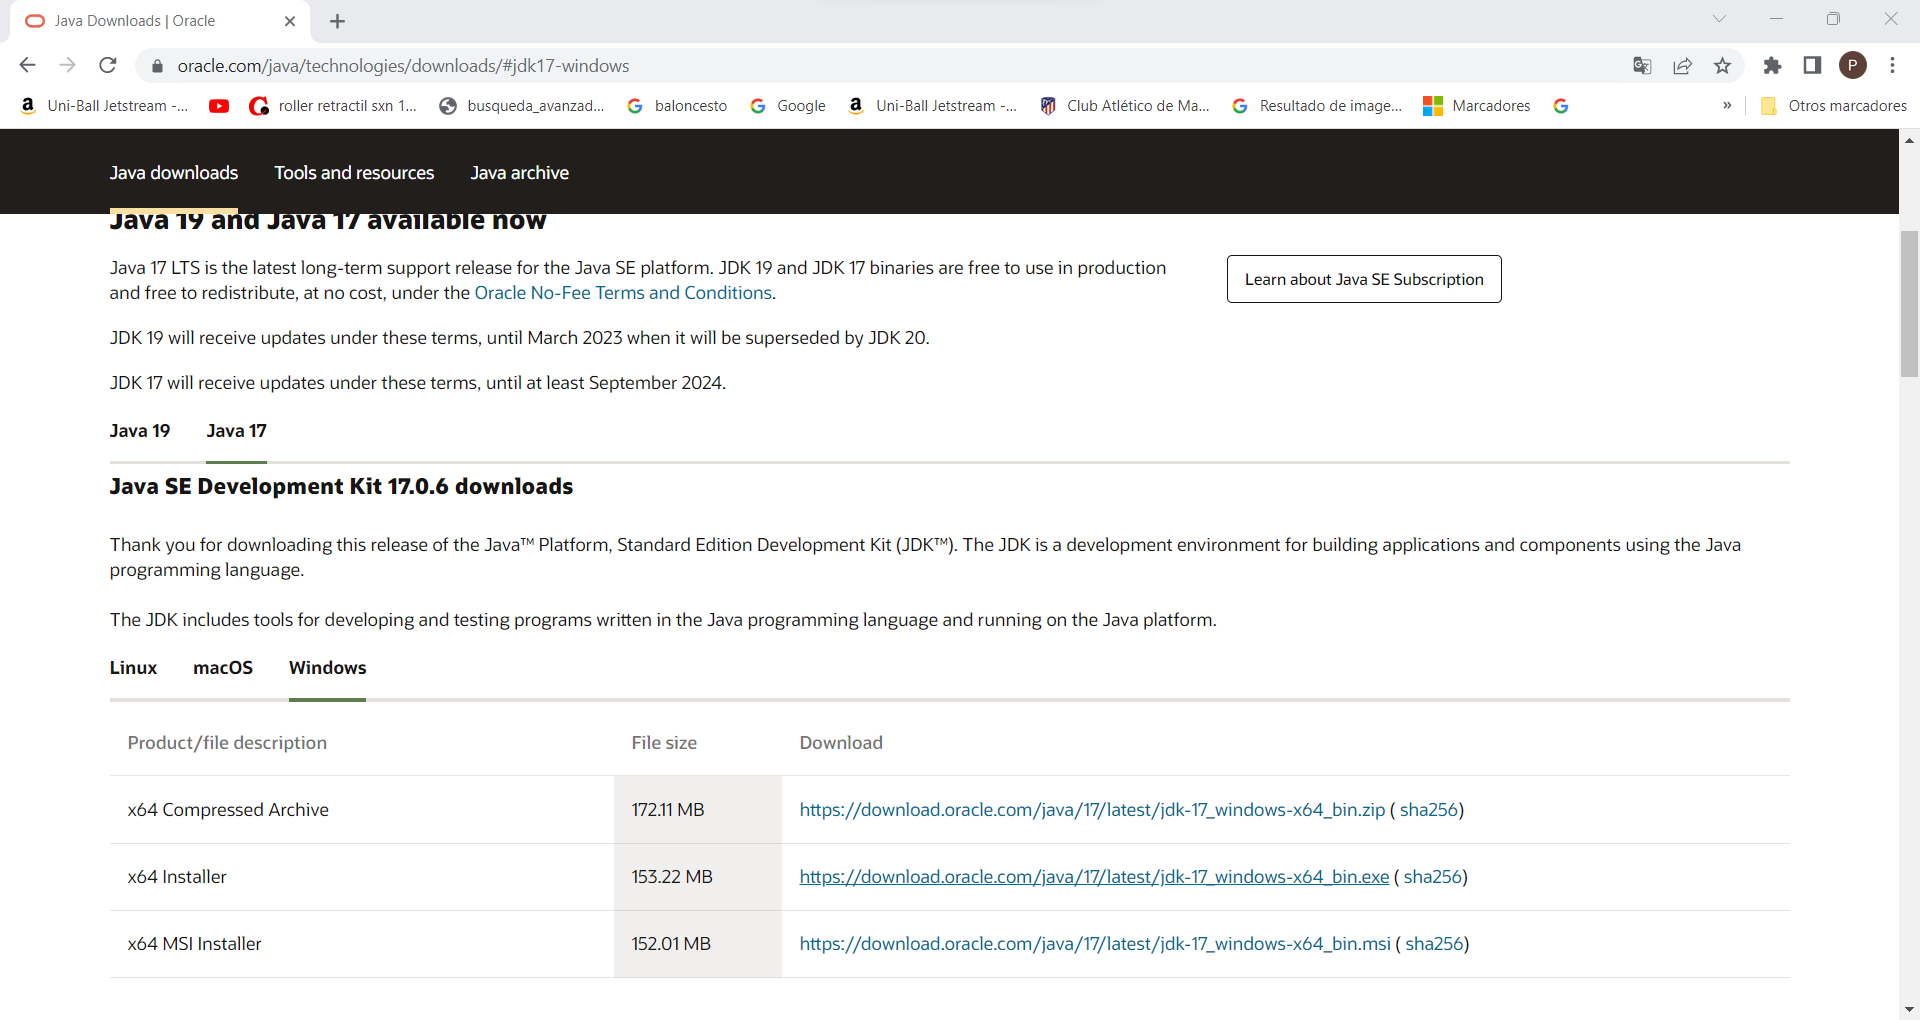 Java Downloads | Oracle
oracle.com/java/technologies/downloads/#jdk17-windows
P
Uni-Ball Jetstream -... roller retractil sxn 1... busqueda_avanzad... baloncesto Google Uni-Ball Jetstream -... Club Atlético de Ma... Resultado de image... Marcadores » Otros marcadores
Java downloads Tools and resources Java archive
Java 19 and Java 17 available now
Java 17 LTS is the latest long-term support release for the Java SE platform. JDK 19 and JDK 17 binaries are free to use in production
and free to redistribute, at no cost, under the Oracle No-Fee Terms and Conditions.
Learn about Java SE Subscription
JDK 19 will receive updates under these terms, until March 2023 when it will be superseded by JDK 20.
JDK 17 will receive updates under these terms, until at least September 2024.
Java 19 Java 17
Java SE Development Kit 17.0.6 downloads
Thank you for downloading this release of the Java™ Platform, Standard Edition Development Kit (JDK™). The JDK is a development environment for building applications and components using the Java
programming language.
The JDK includes tools for developing and testing programs written in the Java programming language and running on the Java platform.
Linux macOS Windows
Product/file description File size Download
x64 Compressed Archive 172.11 MB https://download.oracle.com/java/17/latest/jdk-17_windows-x64_bin.zip ( sha256)
x64 Installer 153.22 MB https://download.oracle.com/java/17/latest/jdk-17_windows-x64_bin.exe ( sha256)
x64 MSI Installer 152.01 MB https://download.oracle.com/java/17/latest/jdk-17_windows-x64_bin.msi ( sha256)